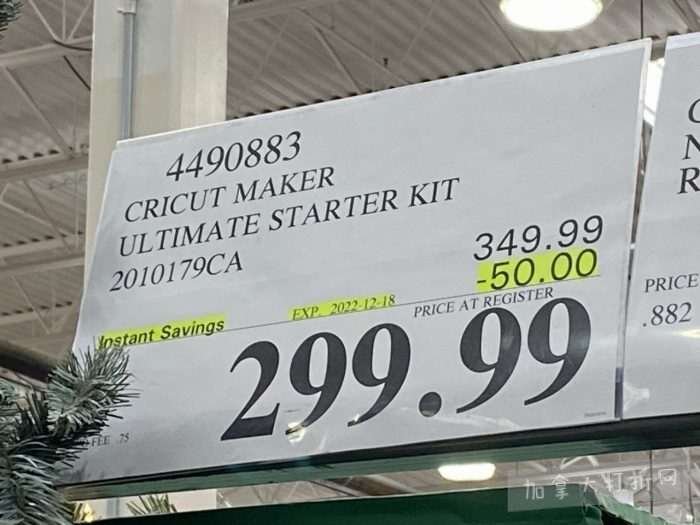 4490883
CRICUT MAKER
ULTIMATE STARTER KIT
2010179CA
349.99
-50.00
Instant Savings
EXP. 2022-12-18
PRICE AT REGISTER
299.99
FEE .75
C
N
R
PRICE
.882
加拿大打折网